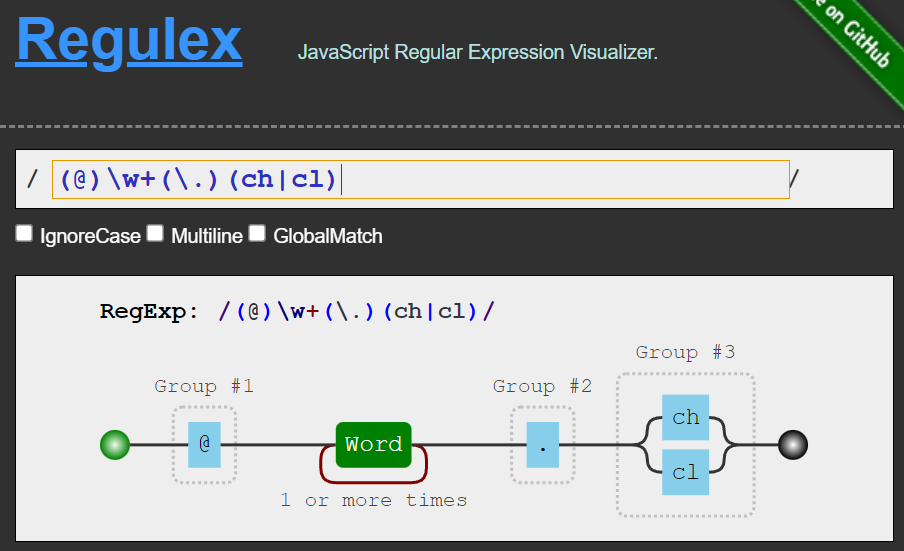 Regulex
JavaScript Regular Expression Visualizer.
e on GitHub
/ (@)\w+(\.)(ch|cl) /
IgnoreCase Multiline GlobalMatch
RegExp: /(@)\w+(\.)(ch|cl)/
Group #3
Group #1
Group #2
ch
@
Word
.
cl
1 or more times